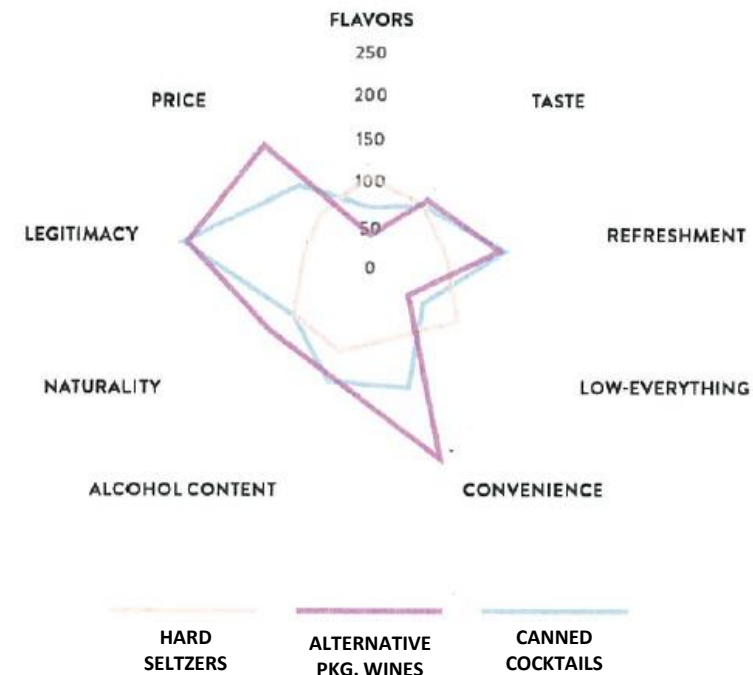 FLAVORS
250
PRICE
200
TASTE
150
100
LEGITIMACY
50
REFRESHMENT
0
NATURALITY
LOW-EVERYTHING
ALCOHOL CONTENT
CONVENIENCE
HARD
SELTZERS
ALTERNATIVE
PKG. WINES
CANNED
COCKTAILS